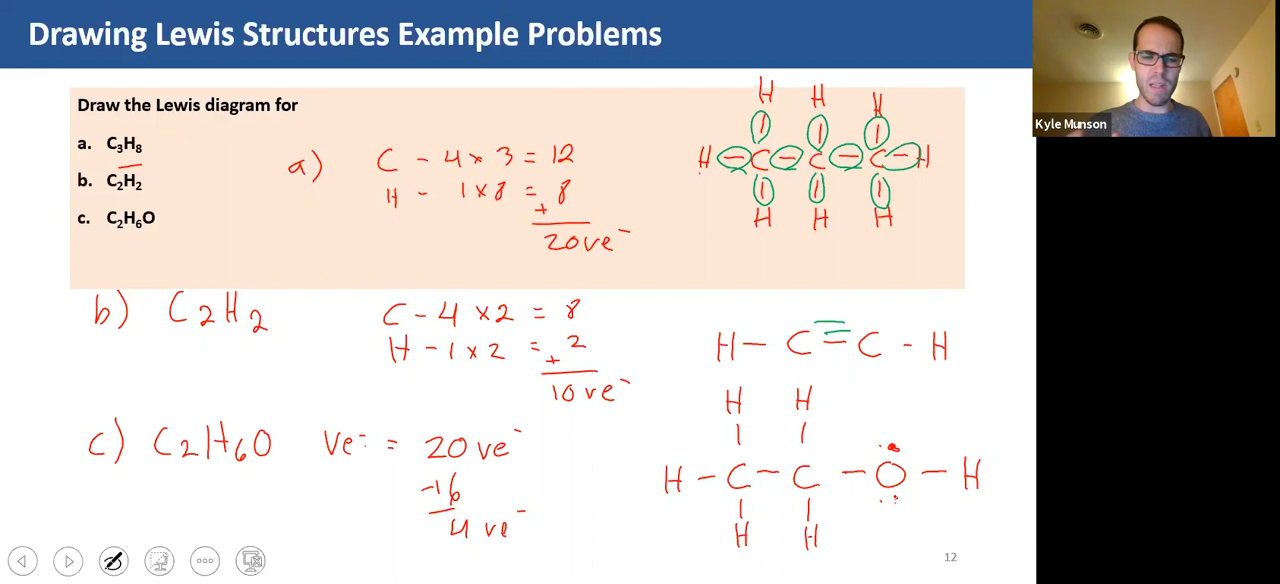 Drawing Lewis Structures Example Problems
Kyle Munson
Draw the Lewis diagram for
a. C₃H₈
b. C₂H₂
c. C₂H₆O
a) C - 4 × 3 = 12
H - 1 × 8 = 8
+
20 ve⁻
H H H
H - C - C - C - H
H H H
b) C₂H₂
C - 4 × 2 = 8
H - 1 × 2 = 2
+
10 ve⁻
H - C ≡ C - H
c) C₂H₆O ve⁻ = 20 ve⁻
-16
4 ve⁻
H H
H - C - C - O - H
H H
12